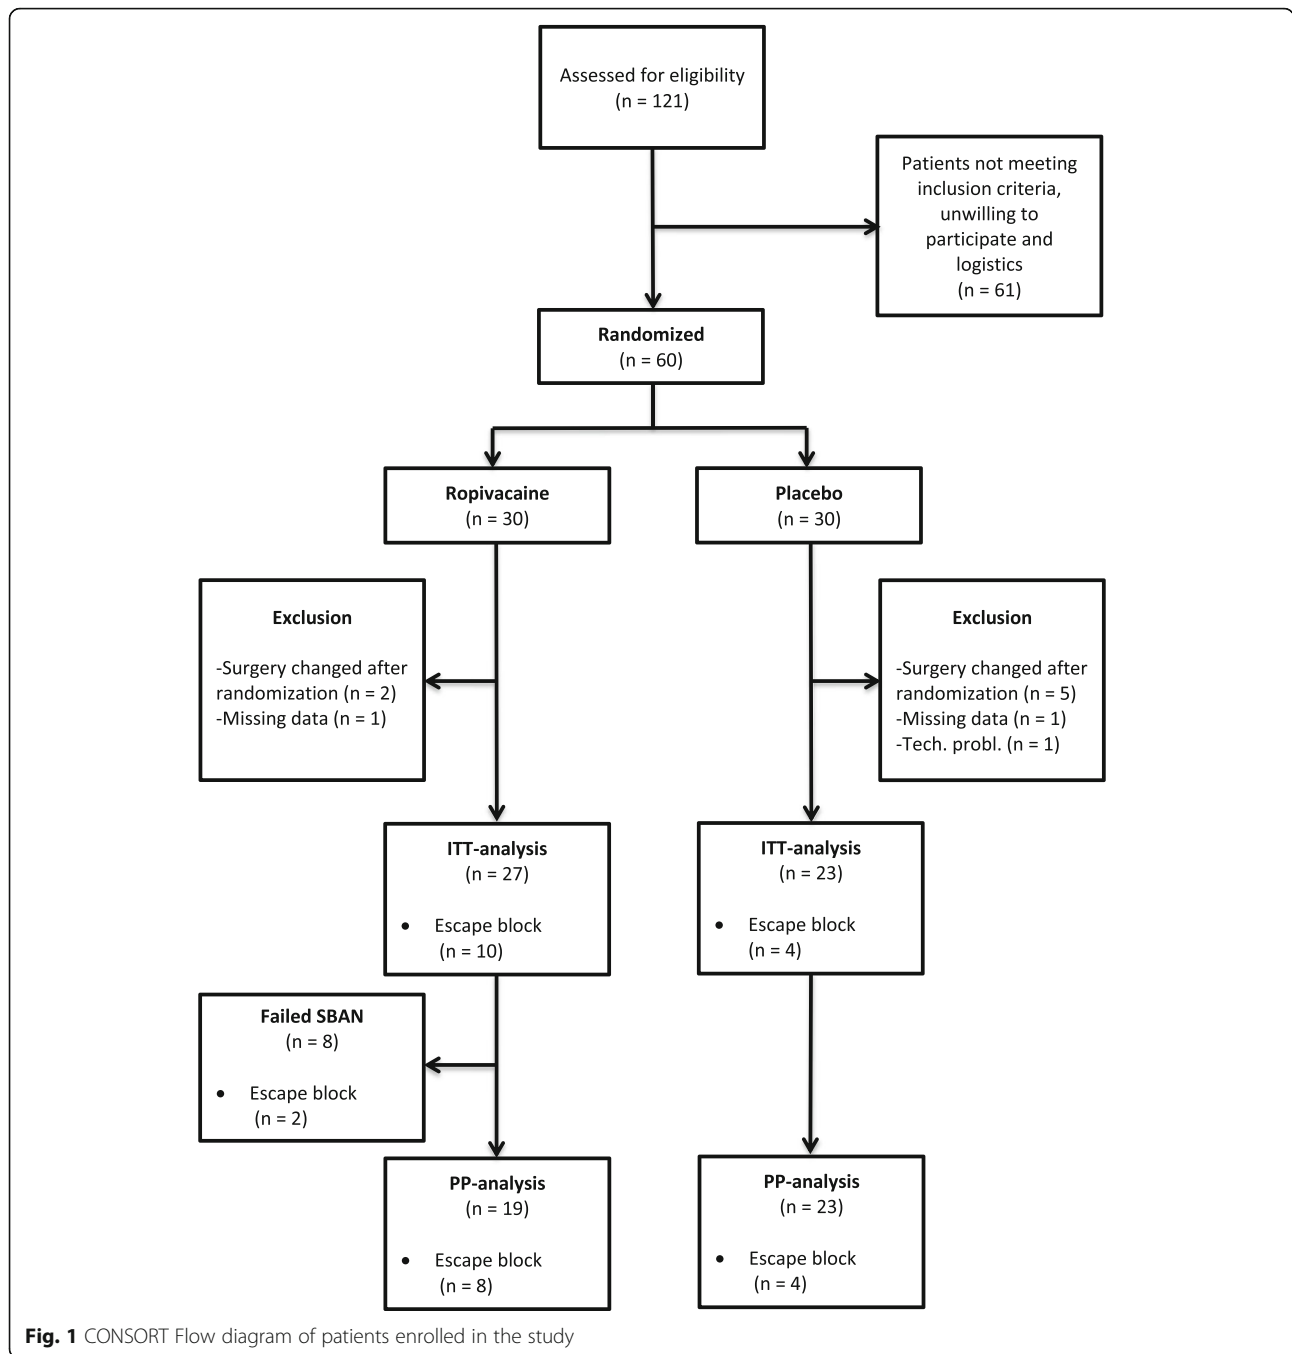 Assessed for eligibility
(n = 121)
Patients not meeting
inclusion criteria,
unwilling to
participate and
logistics
(n = 61)
Randomized
(n = 60)
Ropivacaine
(n = 30)
Placebo
(n = 30)
Exclusion
-Surgery changed after
randomization (n = 2)
-Missing data (n = 1)
Exclusion
-Surgery changed after
randomization (n = 5)
-Missing data (n = 1)
-Tech. probl. (n = 1)
ITT-analysis
(n = 27)
• Escape block
(n = 10)
ITT-analysis
(n = 23)
• Escape block
(n = 4)
Failed SBAN
(n = 8)
• Escape block
(n = 2)
PP-analysis
(n = 19)
• Escape block
(n = 8)
PP-analysis
(n = 23)
• Escape block
(n = 4)
Fig. 1 CONSORT Flow diagram of patients enrolled in the study